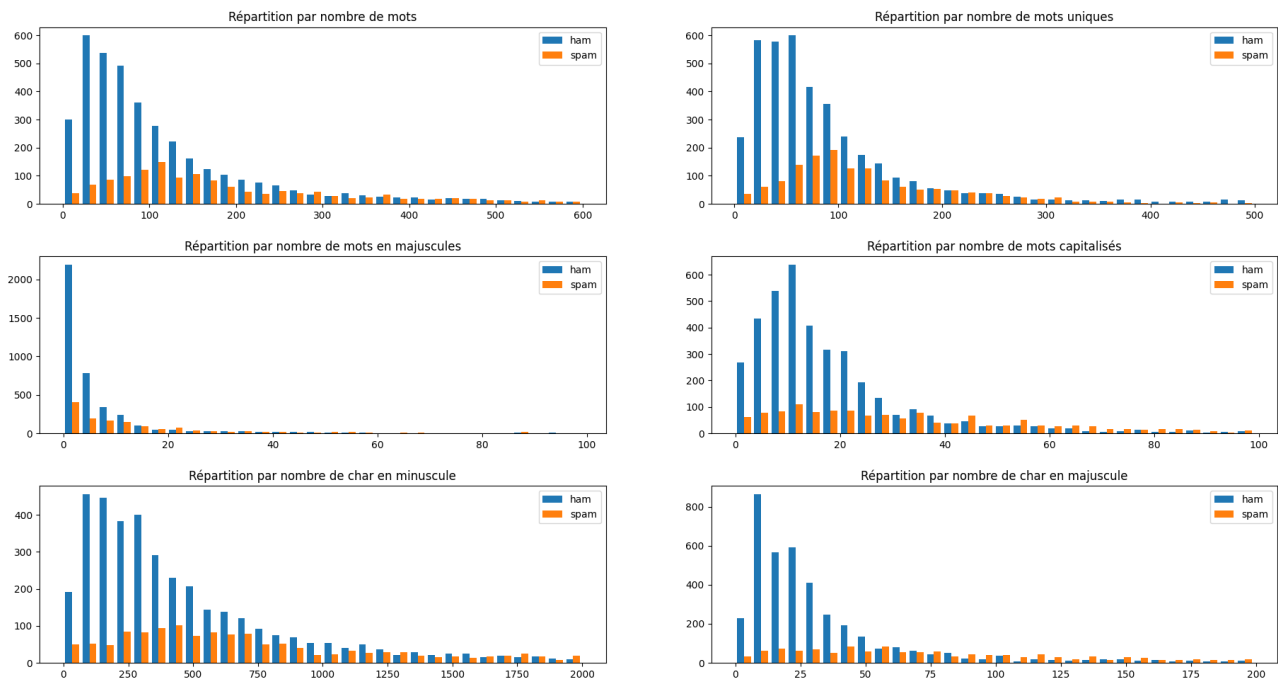 Répartition par nombre de mots
ham
spam
600
500
400
300
200
100
0
0 100 200 300 400 500 600
Répartition par nombre de mots uniques
ham
spam
600
500
400
300
200
100
0
0 100 200 300 400 500
Répartition par nombre de mots en majuscules
ham
spam
2000
1500
1000
500
0
0 20 40 60 80 100
Répartition par nombre de mots capitalisés
ham
spam
600
500
400
300
200
100
0
0 20 40 60 80 100
Répartition par nombre de char en minuscule
ham
spam
400
300
200
100
0
0 250 500 750 1000 1250 1500 1750 2000
Répartition par nombre de char en majuscule
ham
spam
800
600
400
200
0
0 25 50 75 100 125 150 175 200